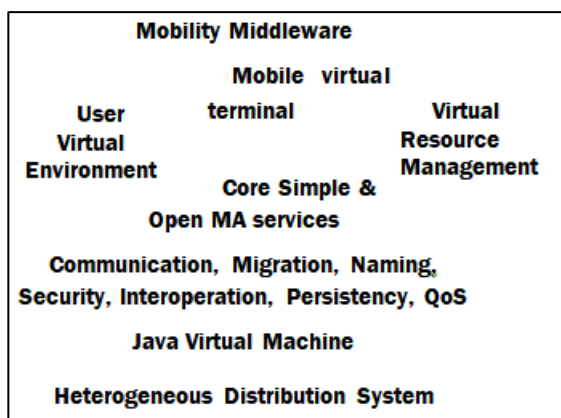 Mobility Middleware
Mobile virtual
terminal
User
Virtual
Environment
Virtual
Resource
Management
Core Simple &
Open MA services
Communication, Migration, Naming,
Security, Interoperation, Persistency, QoS
Java Virtual Machine
Heterogeneous Distribution System